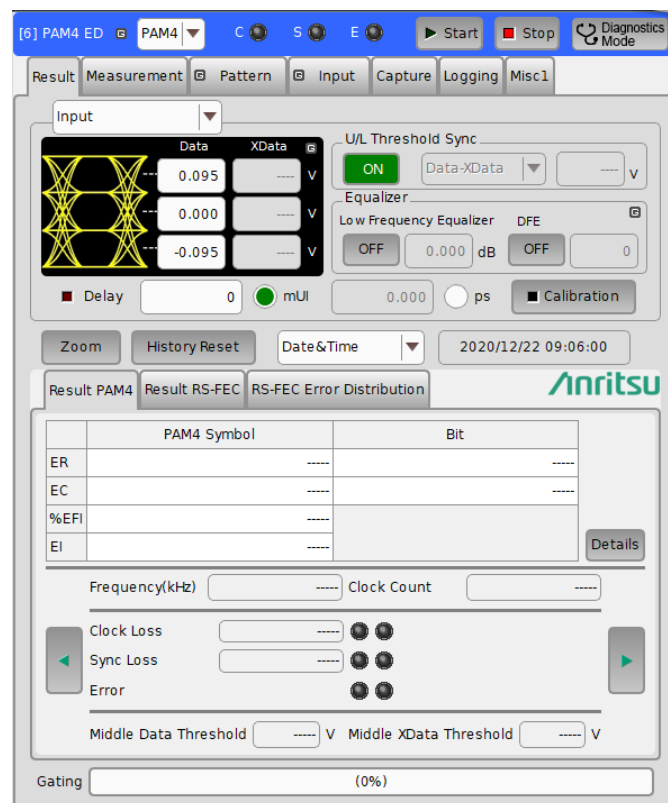 [6] PAM4 ED G PAM4 C S E Start Stop Diagnostics Mode
Result Measurement G Pattern G Input Capture Logging Misc1
Input
Data XData G
0.095 ---- V
0.000 ---- V
-0.095 ---- V
U/L Threshold Sync
ON Data-XData ---- V
Equalizer
Low Frequency Equalizer DFE G
OFF 0.000 dB OFF 0
Delay 0 mUI 0.000 ps Calibration
Zoom History Reset Date&Time 2020/12/22 09:06:00
Result PAM4 Result RS-FEC RS-FEC Error Distribution Anritsu
PAM4 Symbol Bit
ER ----- -----
EC ----- -----
%EFI -----
EI ----- Details
Frequency(kHz) ----- Clock Count -----
Clock Loss -----
Sync Loss -----
Error
Middle Data Threshold ----- V Middle XData Threshold ----- V
Gating (0%)